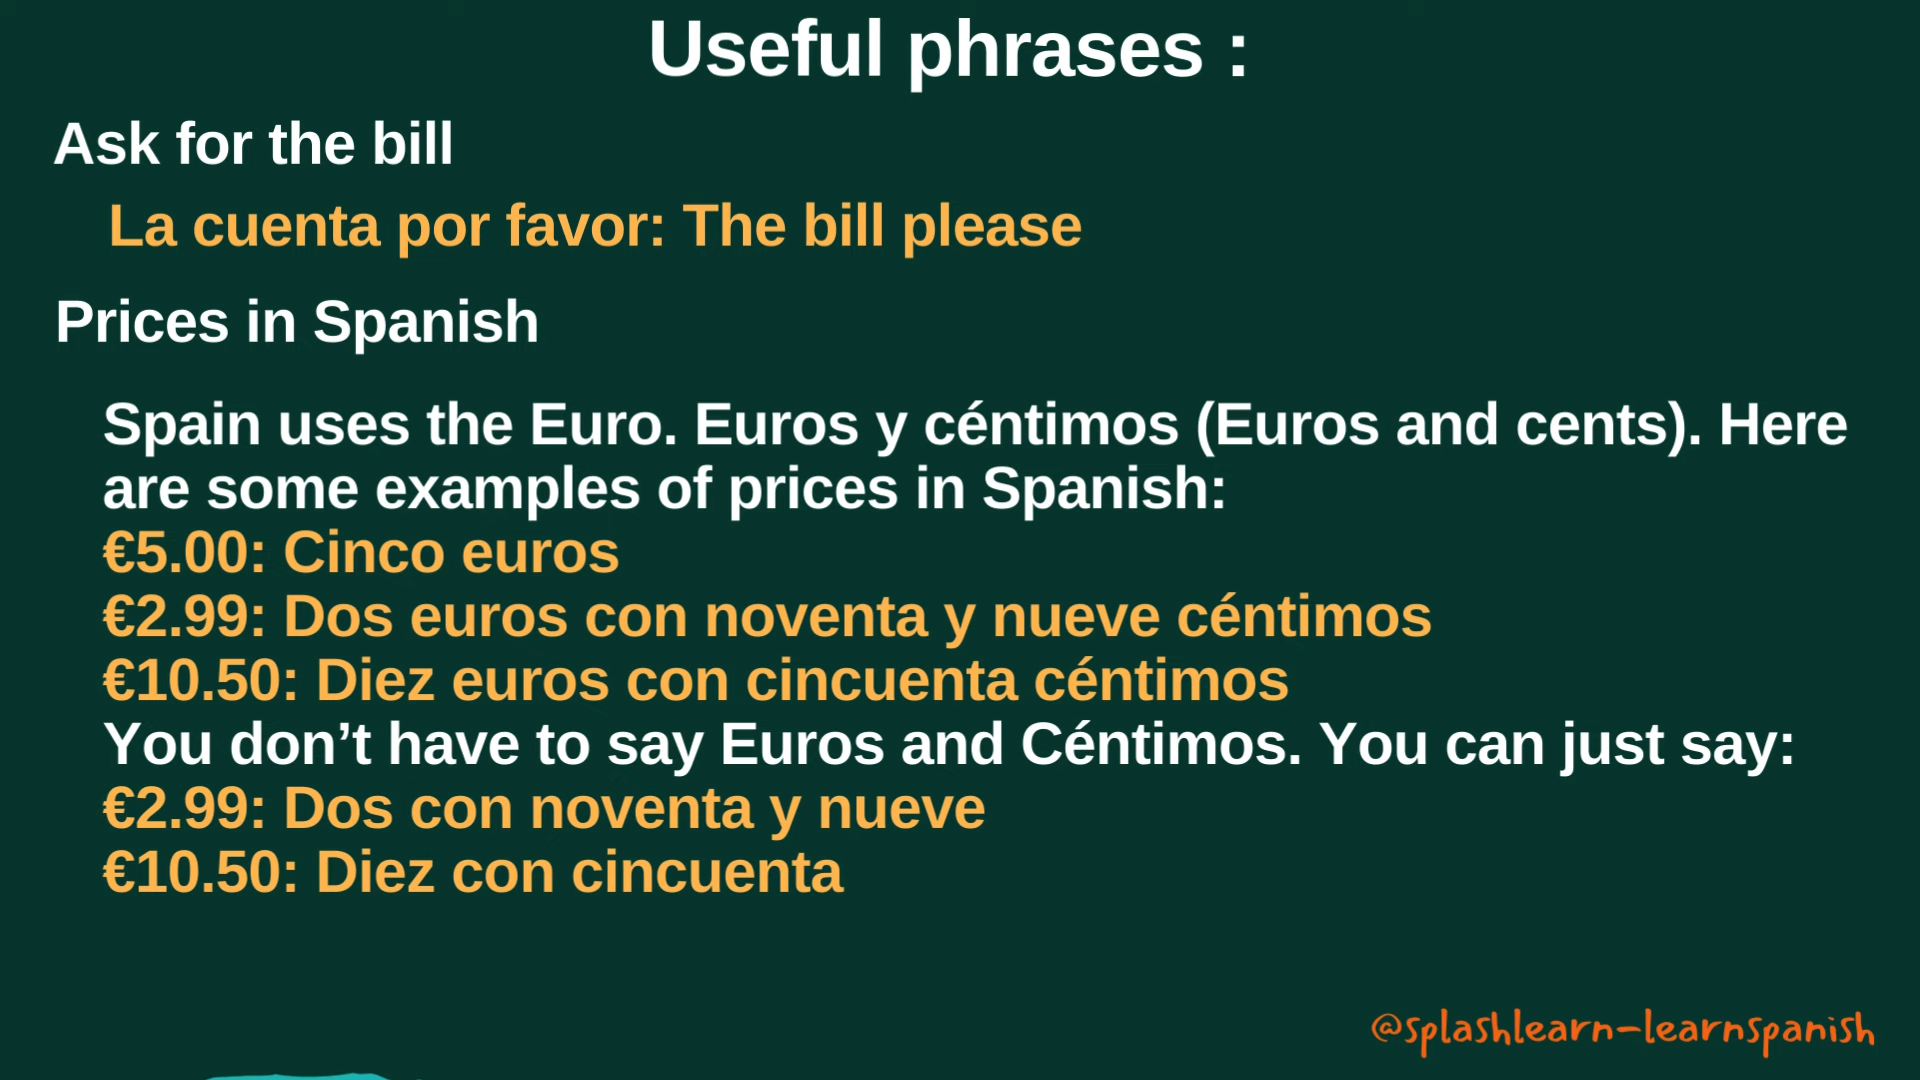 Useful phrases :
Ask for the bill
La cuenta por favor: The bill please
Prices in Spanish
Spain uses the Euro. Euros y céntimos (Euros and cents). Here
are some examples of prices in Spanish:
€5.00: Cinco euros
€2.99: Dos euros con noventa y nueve céntimos
€10.50: Diez euros con cincuenta céntimos
You don’t have to say Euros and Céntimos. You can just say:
€2.99: Dos con noventa y nueve
€10.50: Diez con cincuenta
@splashlearn-learnspanish